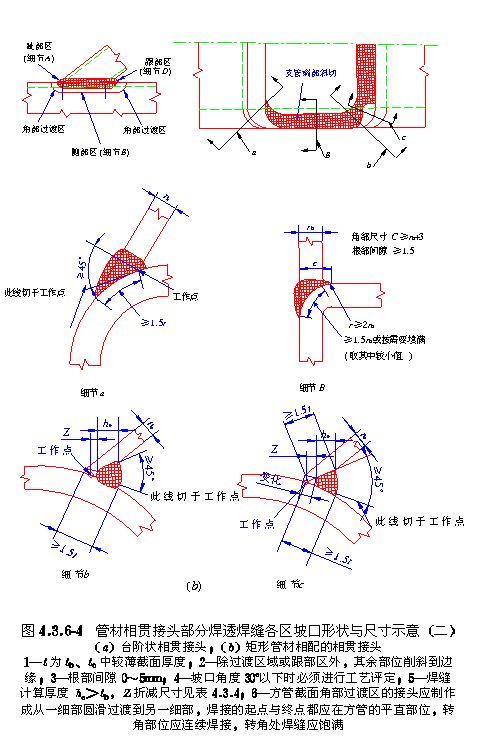 趾部区
(细节A)
跟部区
(细节D)
角部过渡区
角部过渡区
侧部区(细节B)
支管端部斜切
a
B
b
c
≥45°
此线切于工作点
工作点
≥1.5t
细节a
角部尺寸 C≥tb+3
根部间隙 ≥1.5
c
r≥2tb
≥1.5tb或按需要填满
(取其中较小值)
细节B
Z
工作点
≥45°
此线切于工作点
≥1.5t
细节b
≥1.5t
Z
变化
≥45°
工作点
此线切于工作点
≥1.5t
细节c
(b)
图 4.3.6-4 管材相贯接头部分焊透焊缝各区坡口形状与尺寸示意(二)
(a)台阶状相贯接头;(b)矩形管材相配的相贯接头
1—t为tb、tc中较薄截面厚度;2—除过渡区域或跟部区外,其余部位削斜到边
缘;3—根部间隙0～5mm;4—坡口角度30°以下时必须进行工艺评定;5—焊缝
计算厚度 he＞tb,Z折减尺寸见表4.3.4;6—方管截面角部过渡区的接头应制作
成从一细部圆滑过渡到另一细部,焊接的起点与终点都应在方管的平直部位,转
角部位应连续焊接,转角处焊缝应饱满